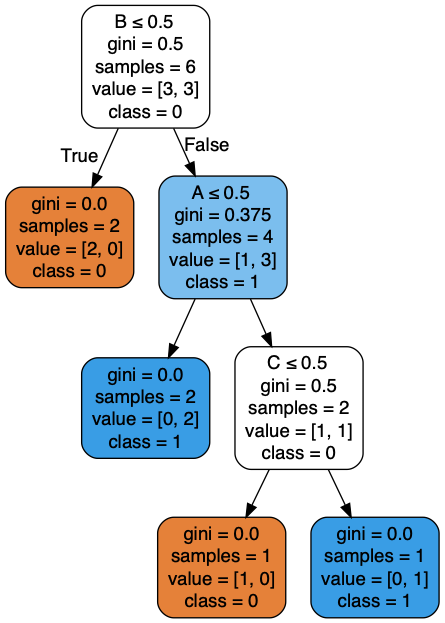 B ≤ 0.5
gini = 0.5
samples = 6
value = [3, 3]
class = 0
True
False
gini = 0.0
samples = 2
value = [2, 0]
class = 0
A ≤ 0.5
gini = 0.375
samples = 4
value = [1, 3]
class = 1
gini = 0.0
samples = 2
value = [0, 2]
class = 1
C ≤ 0.5
gini = 0.5
samples = 2
value = [1, 1]
class = 0
gini = 0.0
samples = 1
value = [1, 0]
class = 0
gini = 0.0
samples = 1
value = [0, 1]
class = 1